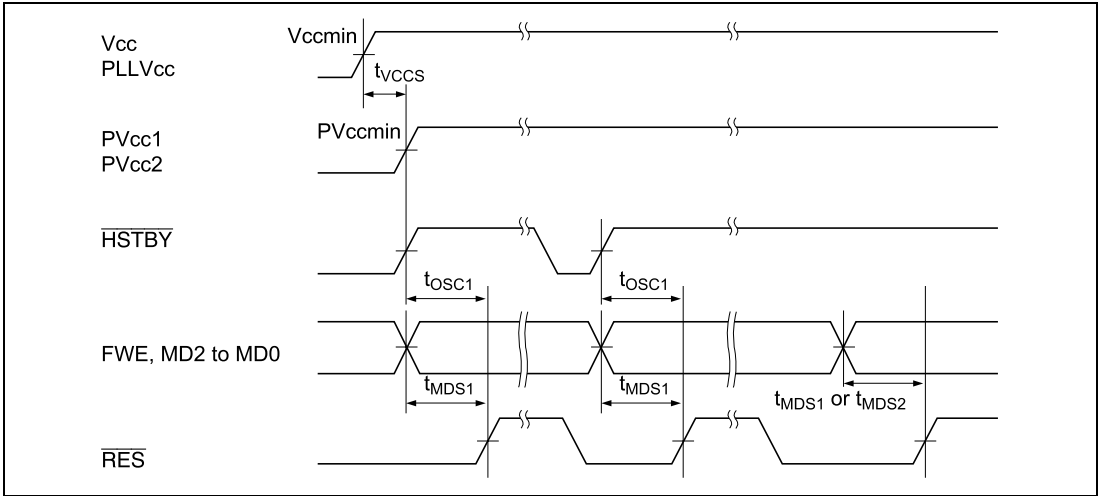 Vcc
PLLVcc
Vccmin
tVCCS
PVcc1
PVcc2
PVccmin
HSTBY
tOSC1
tOSC1
FWE, MD2 to MD0
tMDS1
tMDS1
tMDS1 or tMDS2
RES